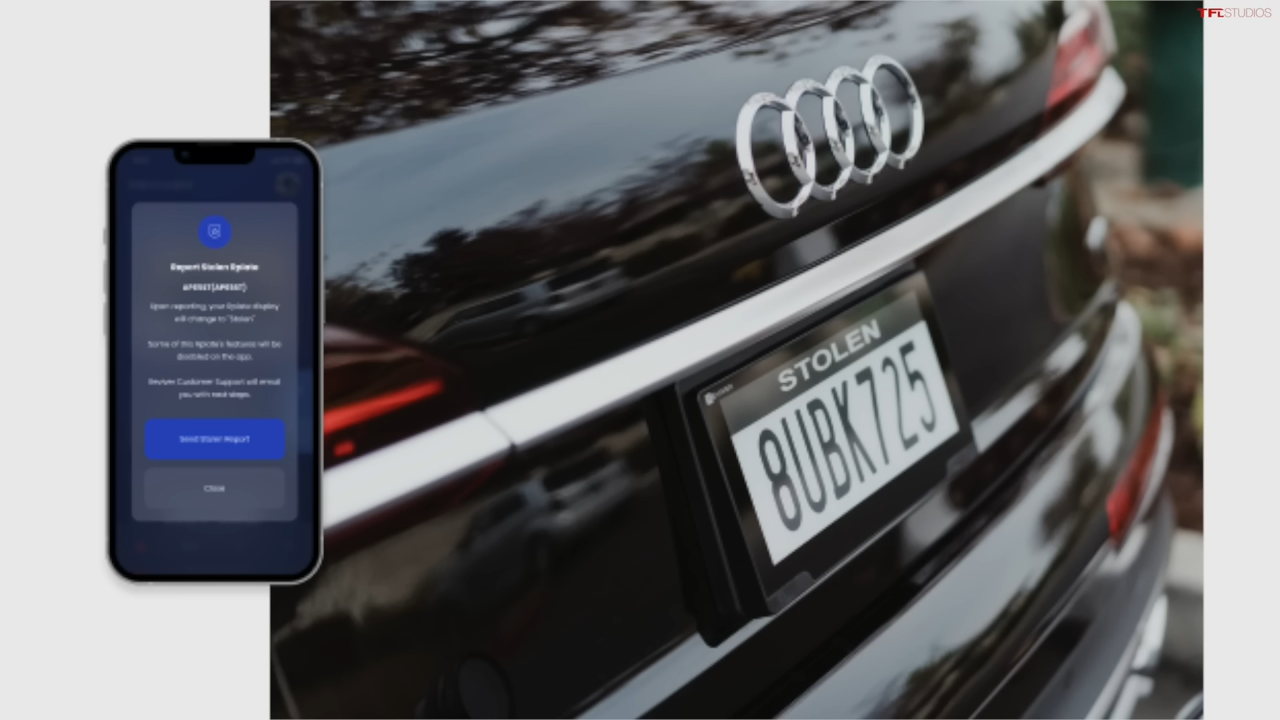 TFLSTUDIOS
Report Stolen Rplate
Upon reporting, your Rplate display
will change to "Stolen"
Some of this Rplate's features will be
disabled on the app.
Reviver Customer Support will email
you with next steps.
Send Stolen Report
Close
STOLEN
8UBK725